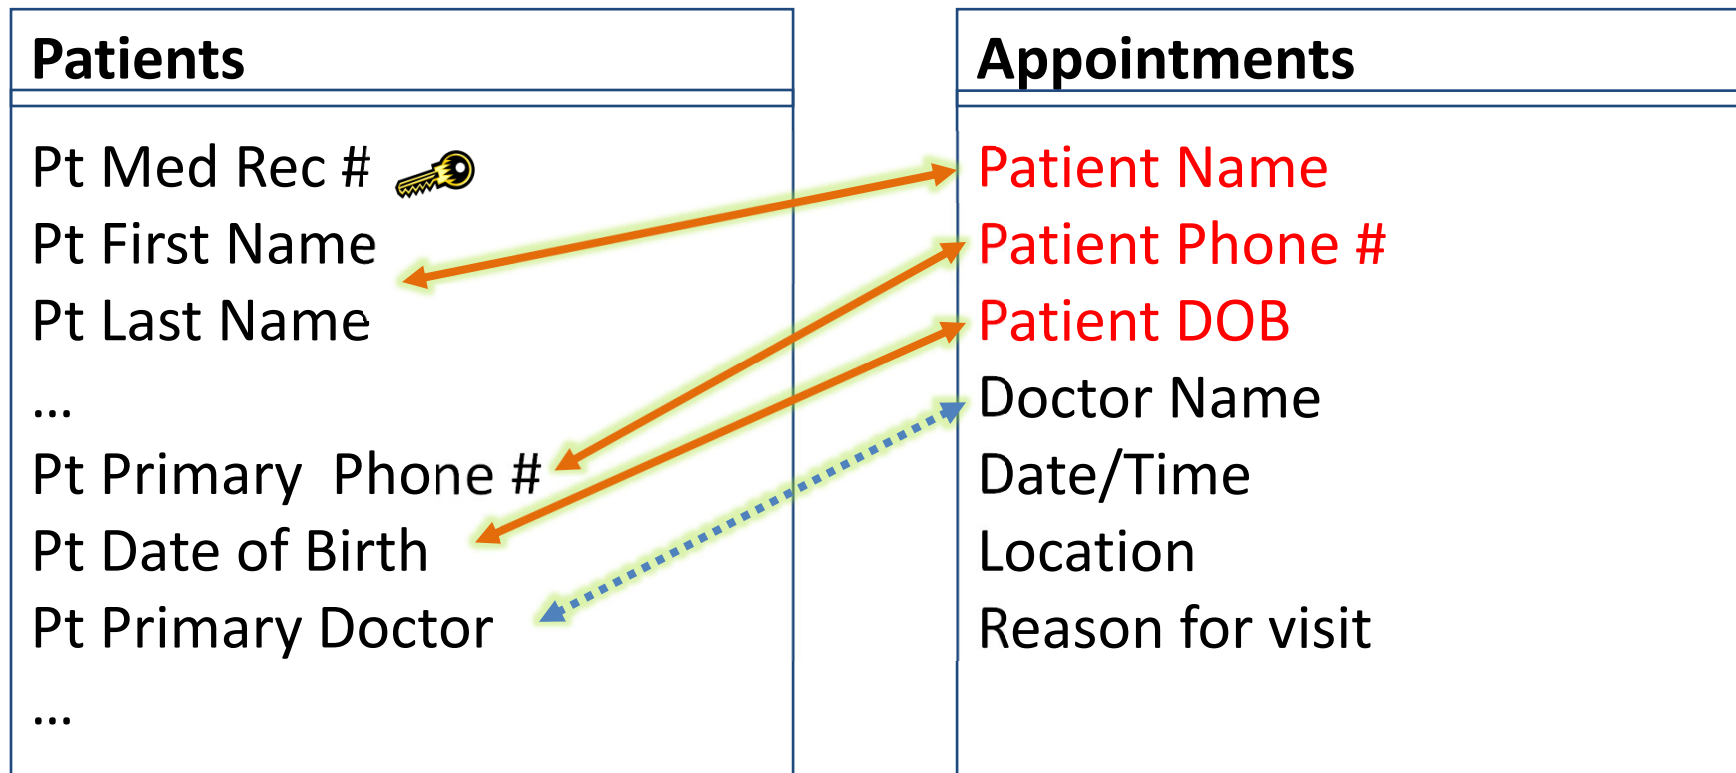 Patients
Pt Med Rec #
Pt First Name
Pt Last Name
...
Pt Primary Phone #
Pt Date of Birth
Pt Primary Doctor
...
Appointments
Patient Name
Patient Phone #
Patient DOB
Doctor Name
Date/Time
Location
Reason for visit